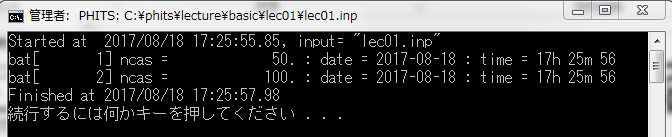 管理者: PHITS: C:¥phits¥lecture¥basic¥lec01¥lec01.inp
Started at  2017/08/18 17:25:55.85, input= "lec01.inp"
bat[       1] ncas =            50. : date = 2017-08-18 : time = 17h 25m 56
bat[       2] ncas =           100. : date = 2017-08-18 : time = 17h 25m 56
Finished at 2017/08/18 17:25:57.98
続行するには何かキーを押してください . . .